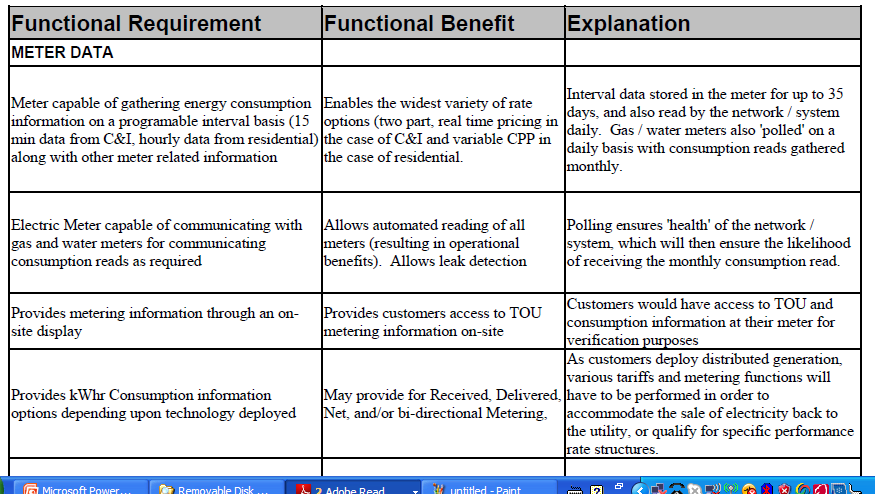 Functional Requirement
Functional Benefit
Explanation
METER DATA
Meter capable of gathering energy consumption
information on a programable interval basis (15
min data from C&I, hourly data from residential)
along with other meter related information
Enables the widest variety of rate
options (two part, real time pricing in
the case of C&I and variable CPP in
the case of residential.
Interval data stored in the meter for up to 35
days, and also read by the network / system
daily. Gas / water meters also 'polled' on a
daily basis with consumption reads gathered
monthly.
Electric Meter capable of communicating with
gas and water meters for communicating
consumption reads as required
Allows automated reading of all
meters (resulting in operational
benefits). Allows leak detection
Polling ensures 'health' of the network /
system, which will then ensure the likelihood
of receiving the monthly consumption read.
Provides metering information through an on-
site display
Provides customers access to TOU
metering information on-site
Customers would have access to TOU and
consumption information at their meter for
verification purposes
Provides kWhr Consumption information
options depending upon technology deployed
May provide for Received, Delivered,
Net, and/or bi-directional Metering,
As customers deploy distributed generation,
various tariffs and metering functions will
have to be performed in order to
accommodate the sale of electricity back to
the utility, or qualify for specific performance
rate structures.
Microsoft Power...
Removable Disk ...
2 Adobe Read...
untitled - Paint